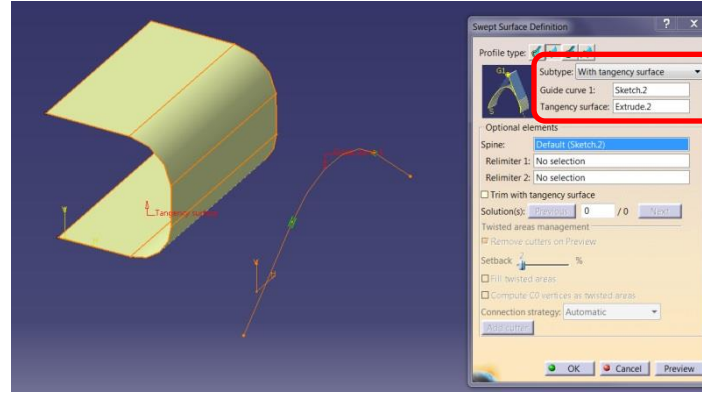 Swept Surface Definition
? X
Profile type:
G1
S
Subtype: With tangency surface
Guide curve 1: Sketch.2
Tangency surface: Extrude.2
Optional elements
Spine: Default (Sketch.2)
Relimiter 1: No selection
Relimiter 2: No selection
Trim with tangency surface
Solution(s): Previous 0 / 0 Next
Twisted areas management
Remove cutters on Preview
Setback 2 %
Fill twisted areas
Compute C0 vertices as twisted areas
Connection strategy: Automatic
Add cutter
OK Cancel Preview
Tangency surface